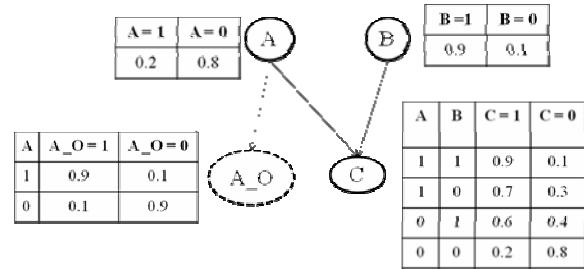 A = 1 A = 0
0.2 0.8
A
B
B =1 B = 0
0.9 0.1
A A_O = 1 A_O = 0
1 0.9 0.1
0 0.1 0.9
A_O
C
A B C = 1 C = 0
1 1 0.9 0.1
1 0 0.7 0.3
0 1 0.6 0.4
0 0 0.2 0.8